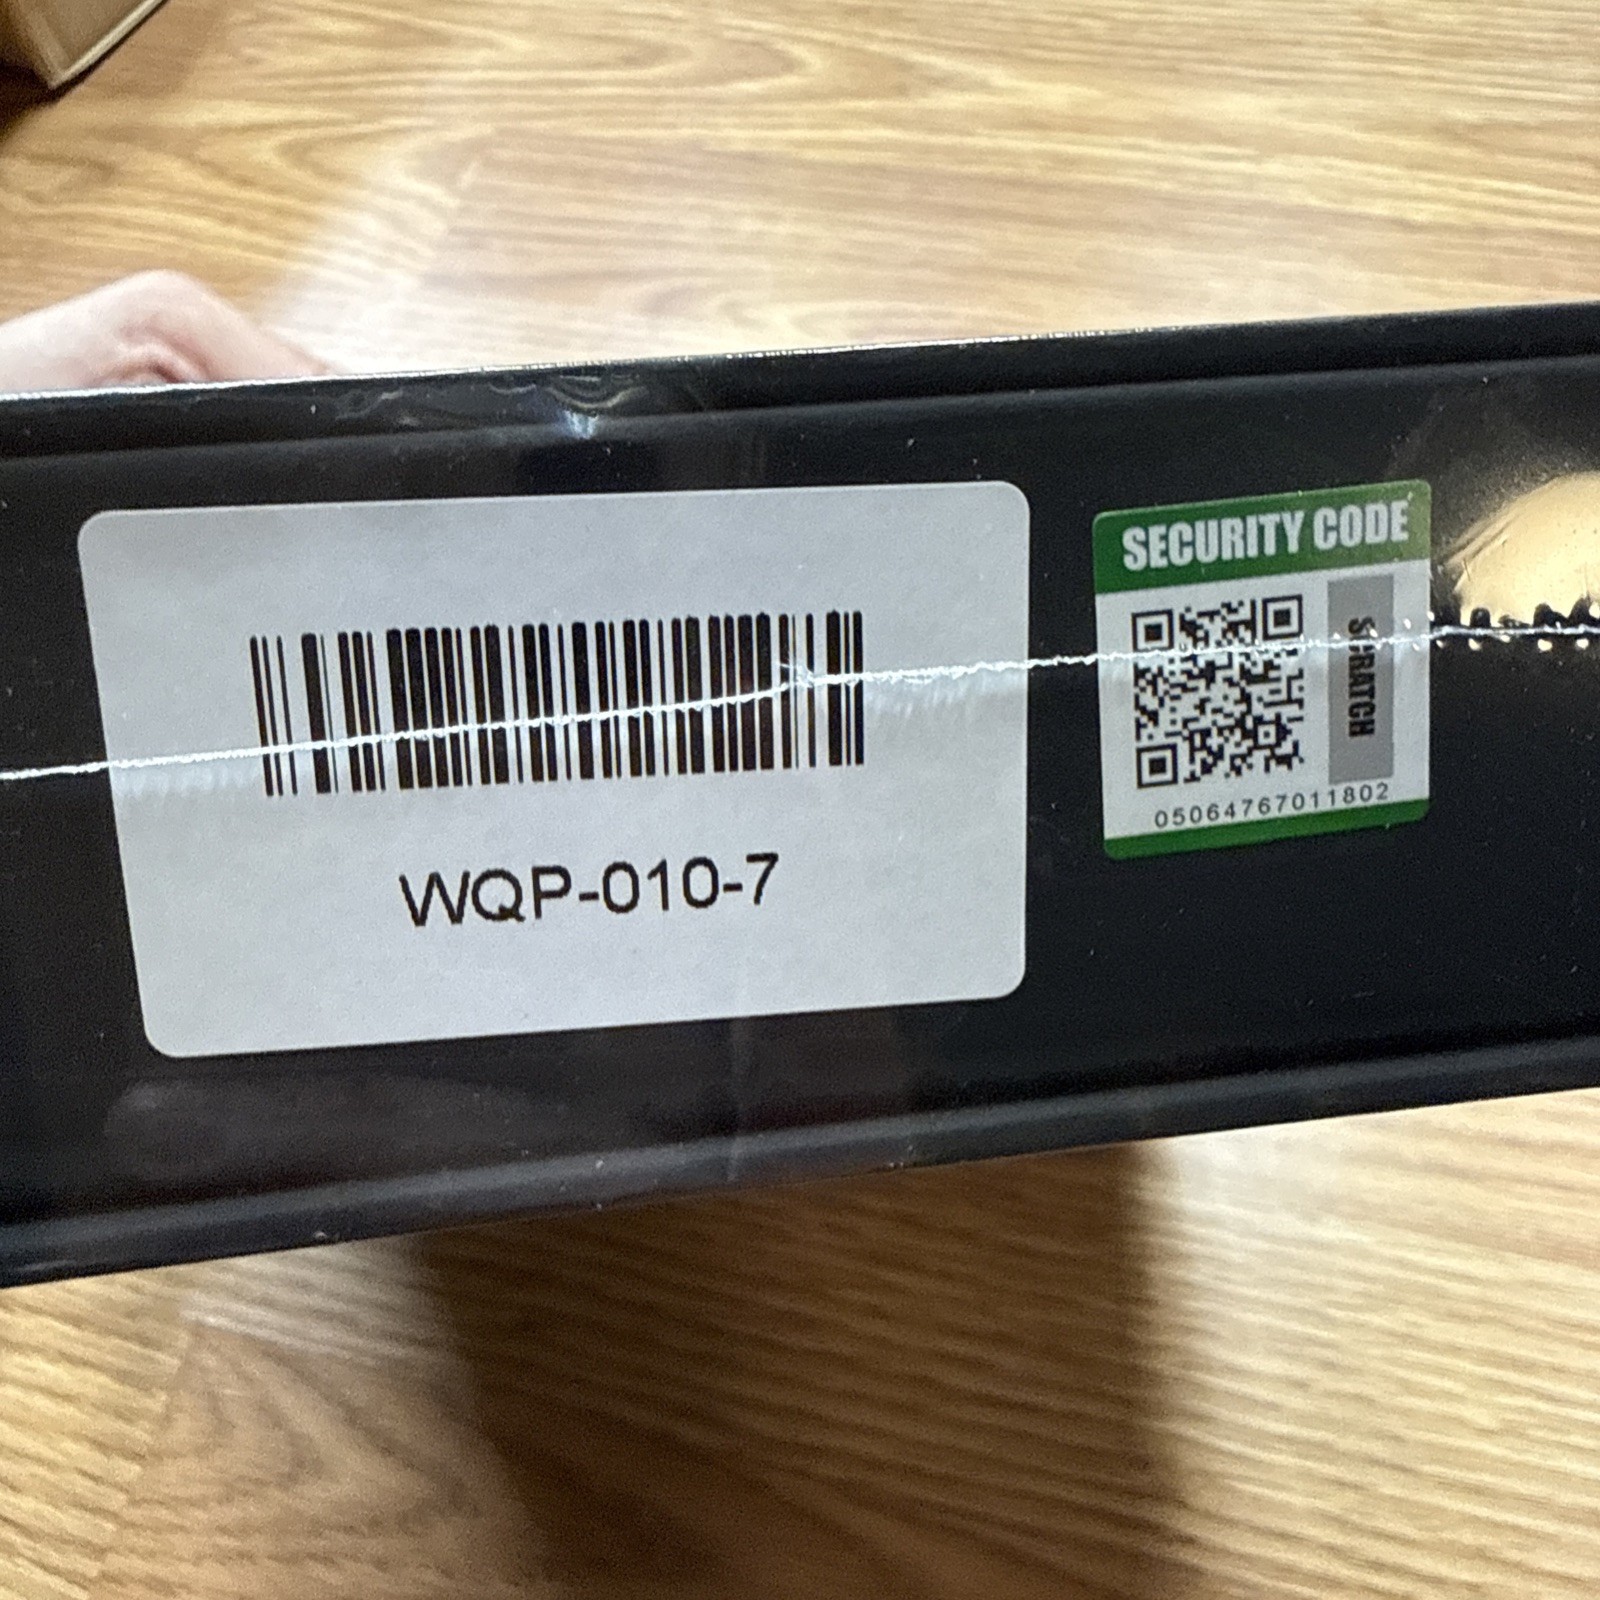 WQP-010-7
SECURITY CODE
SCRATCH
05064767011802